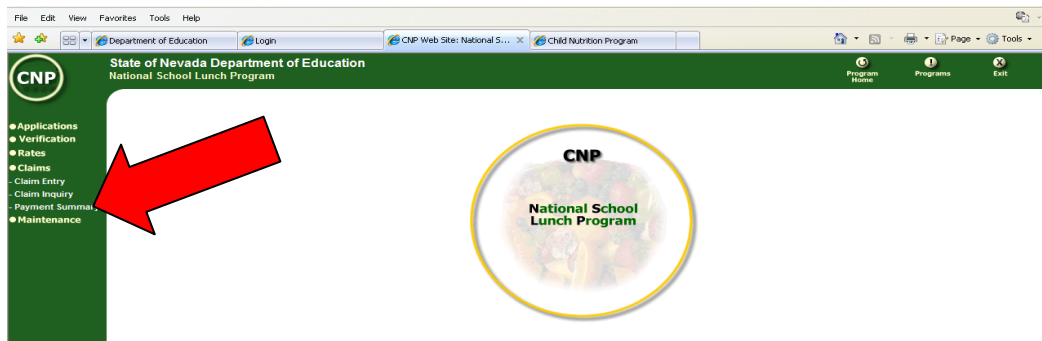 File Edit View Favorites Tools Help
Department of Education Login CNP Web Site: National S... Child Nutrition Program Page Tools
CNP
State of Nevada Department of Education
National School Lunch Program
Program Home
Programs
Exit
Applications
Verification
Rates
Claims
- Claim Entry
- Claim Inquiry
- Payment Summary
Maintenance
CNP
National School
Lunch Program